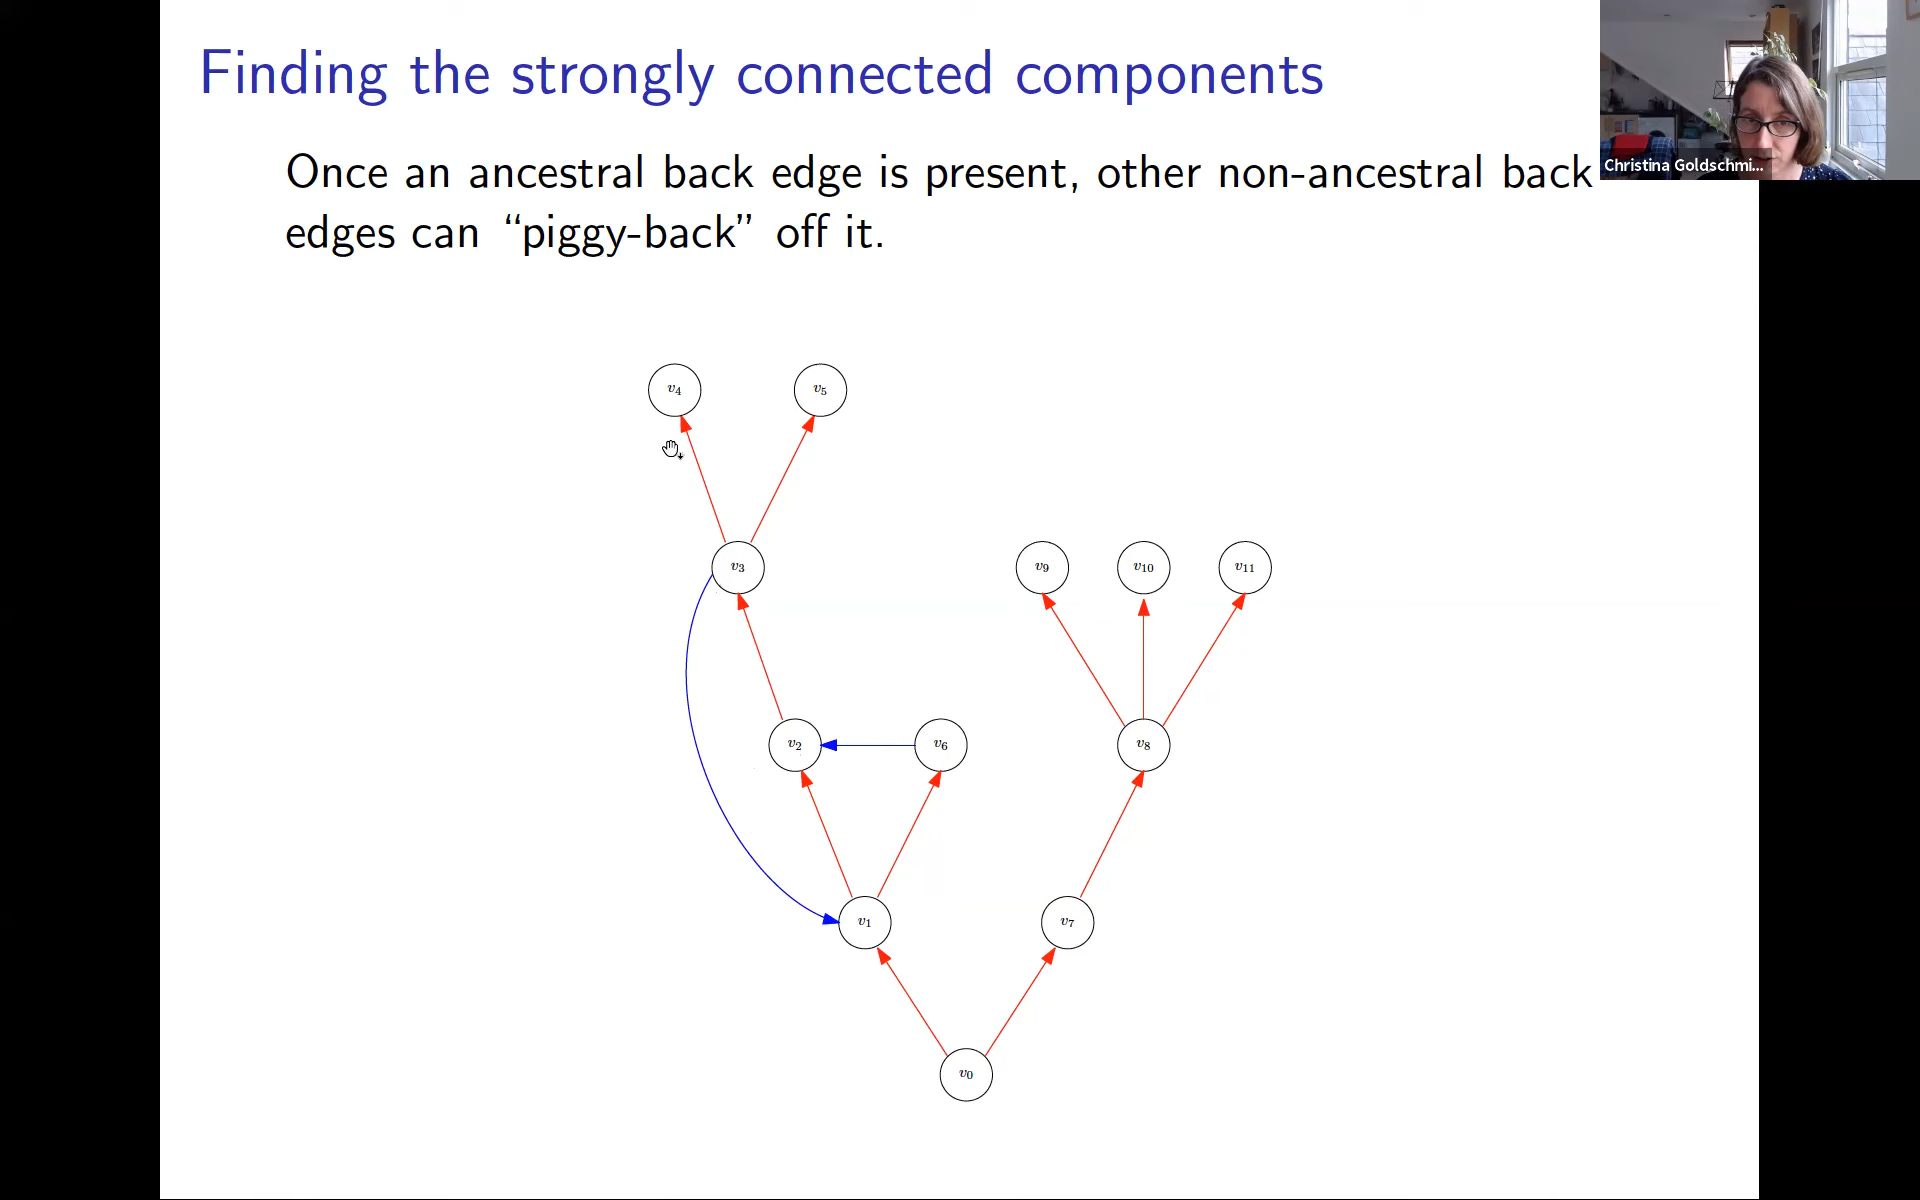 Finding the strongly connected components
Christina Goldschmi...
Once an ancestral back edge is present, other non-ancestral back
edges can “piggy-back” off it.
v4
v5
v3
v9
v10
v11
v2
v6
v8
v1
v7
v0